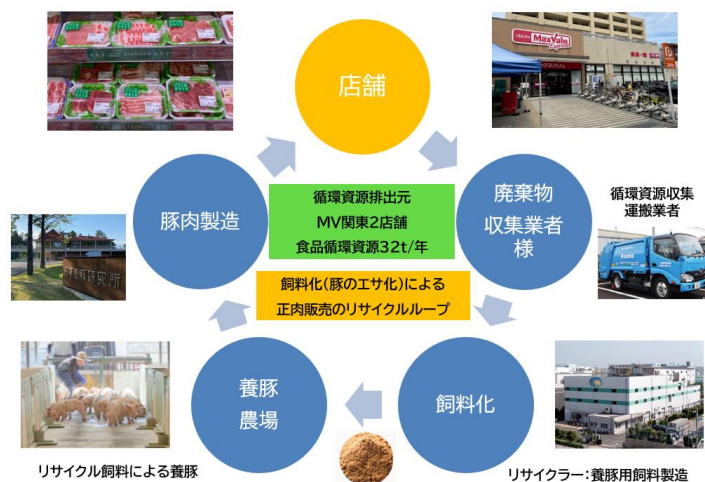 店舗
AEON
MaxValu
廃棄物
収集業者
様
循環資源収集
運搬業者
循環資源排出元
MV関東2店舗
食品循環資源32t/年
飼料化(豚のエサ化)による
正肉販売のリサイクルループ
豚肉製造
養豚
農場
飼料化
リサイクル飼料による養豚
リサイクラー:養豚用飼料製造